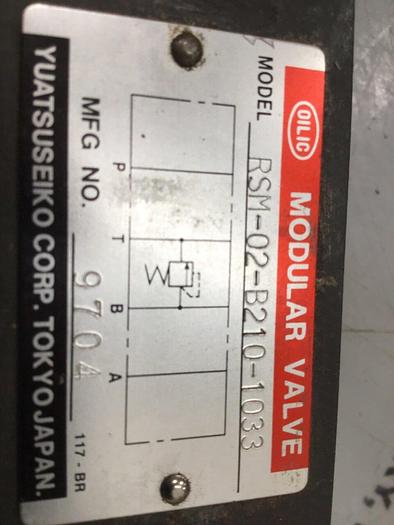 OILIC MODULAR VALVE
MODEL RSM-02-B210-1033
P T B A
MFG NO. 9704
117-BR
YUATSUSEIKO CORP. TOKYO JAPAN.